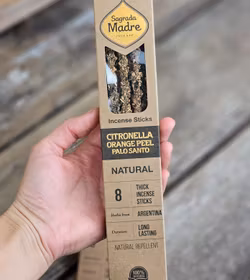 Sagrada
Madre
Incense Sticks
CITRONELLA
ORANGE PEEL
PALO SANTO
NATURAL
8
THICK
INCENSE
STICKS
ARGENTINA
LONG
LASTING
NATURAL REPELLENT
100%